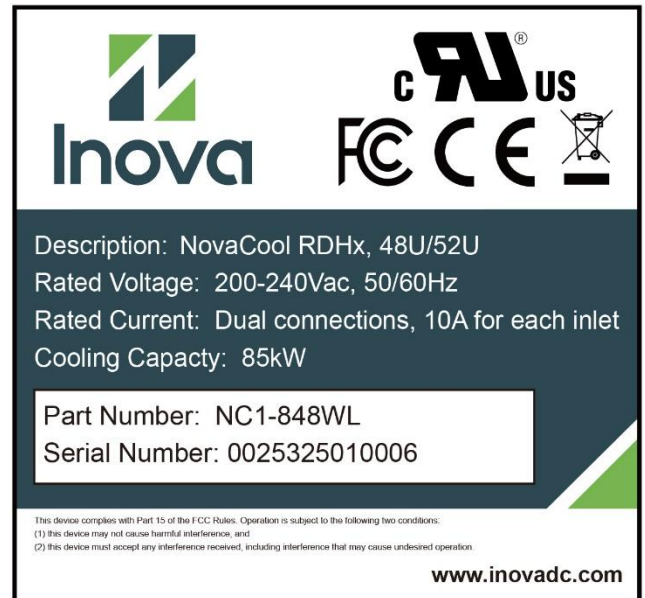 Inova
C RU ® US
FC CE
Description: NovaCool RDHx, 48U/52U
Rated Voltage: 200-240Vac, 50/60Hz
Rated Current: Dual connections, 10A for each inlet
Cooling Capacty: 85kW
Part Number: NC1-848WL
Serial Number: 0025325010006
This device complies with Part 15 of the FCC Rules. Operation is subject to the following two conditions:
(1) this device may not cause harmful interference, and
(2) this device must accept any interference received, including interference that may cause undesired operation.
www.inovadc.com